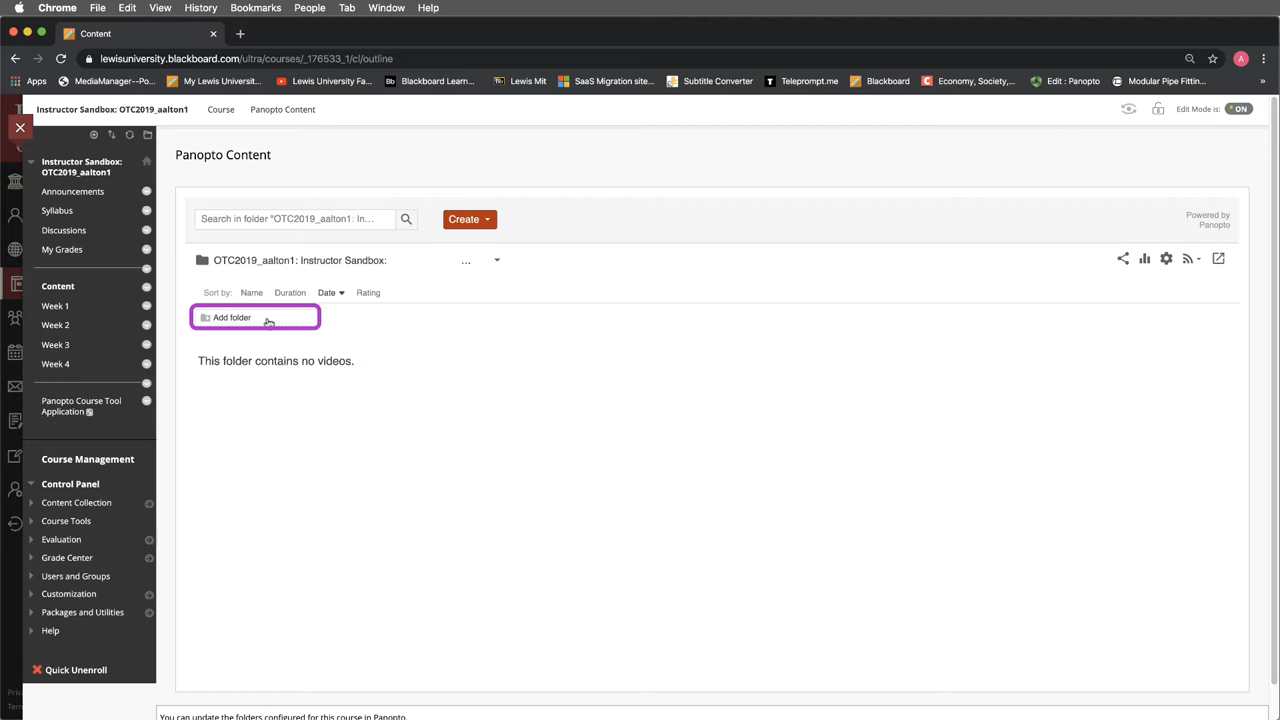 Chrome File Edit View History Bookmarks People Tab Window Help
Content
lewisuniversity.blackboard.com/ultra/courses/_176533_1/cl/outline
A
Apps MediaManager--Po... My Lewis Universit... Lewis University Fa... Bb Blackboard Learn... Lewis Mit SaaS Migration site... Subtitle Converter T Teleprompt.me Blackboard C Economy, Society,... Edit : Panopto Modular Pipe Fittin... »
Instructor Sandbox: OTC2019_aalton1 Course Panopto Content Edit Mode is: ON
Instructor Sandbox:
OTC2019_aalton1
Announcements
Syllabus
Discussions
My Grades
Content
Week 1
Week 2
Week 3
Week 4
Panopto Course Tool
Application
Course Management
Control Panel
Content Collection
Course Tools
Evaluation
Grade Center
Users and Groups
Customization
Packages and Utilities
Help
Quick Unenroll
Panopto Content
Search in folder "OTC2019_aalton1: In... Create
Powered by
Panopto
OTC2019_aalton1: Instructor Sandbox: ...
Sort by: Name Duration Date Rating
Add folder
This folder contains no videos.
Priv
Term
You can update the folders configured for this course in Panopto.